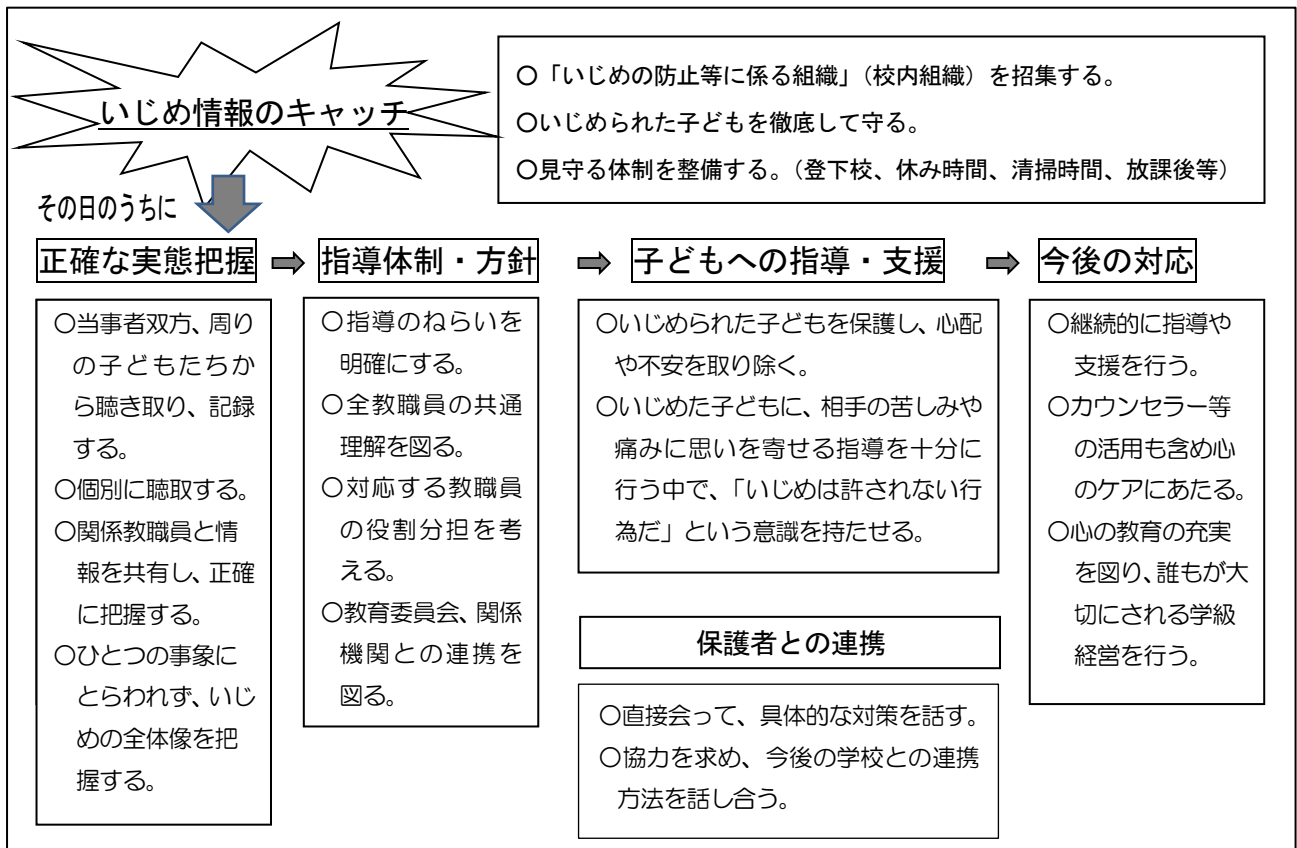 いじめ情報のキャッチ
〇「いじめの防止等に係る組織」（校内組織）を招集する。
〇いじめられた子どもを徹底して守る。
〇見守る体制を整備する。（登下校、休み時間、清掃時間、放課後等）
その日のうちに
正確な実態把握
〇当事者双方、周り
の子どもたちか
ら聴き取り、記録
する。
〇個別に聴取する。
〇関係教職員と情
報を共有し、正確
に把握する。
〇ひとつの事象に
とらわれず、いじ
めの全体像を把
握する。
指導体制・方針
〇指導のねらいを
明確にする。
〇全教職員の共通
理解を図る。
〇対応する教職員
の役割分担を考
える。
〇教育委員会、関係
機関との連携を
図る。
子どもへの指導・支援
〇いじめられた子どもを保護し、心配
や不安を取り除く。
〇いじめた子どもに、相手の苦しみや
痛みに思いを寄せる指導を十分に
行う中で、「いじめは許されない行
為だ」という意識を持たせる。
保護者との連携
〇直接会って、具体的な対策を話す。
〇協力を求め、今後の学校との連携
方法を話し合う。
今後の対応
〇継続的に指導や
支援を行う。
〇カウンセラー等
の活用も含め心
のケアにあたる。
〇心の教育の充実
を図り、誰もが大
切にされる学級
経営を行う。